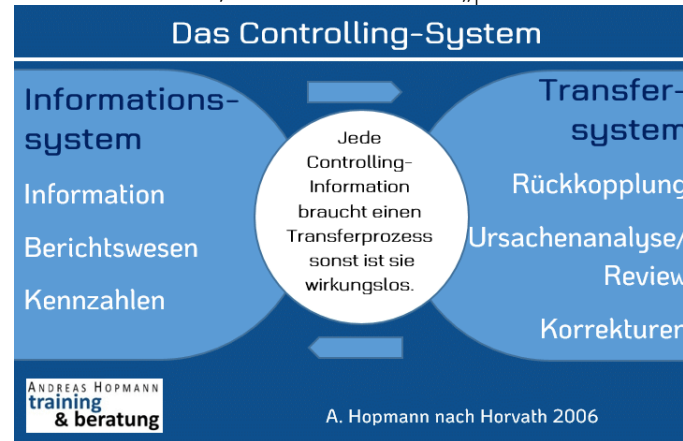 Das Controlling-System
Informations-
system
Information
Berichtswesen
Kennzahlen
Jede
Controlling-
Information
braucht einen
Transferprozess
sonst ist sie
wirkungslos.
Transfer-
system
Rückkopplung
Ursachenanalyse/
Review
Korrekturen
ANDREAS HOPMANN
training
& beratung
A. Hopmann nach Horvath 2006